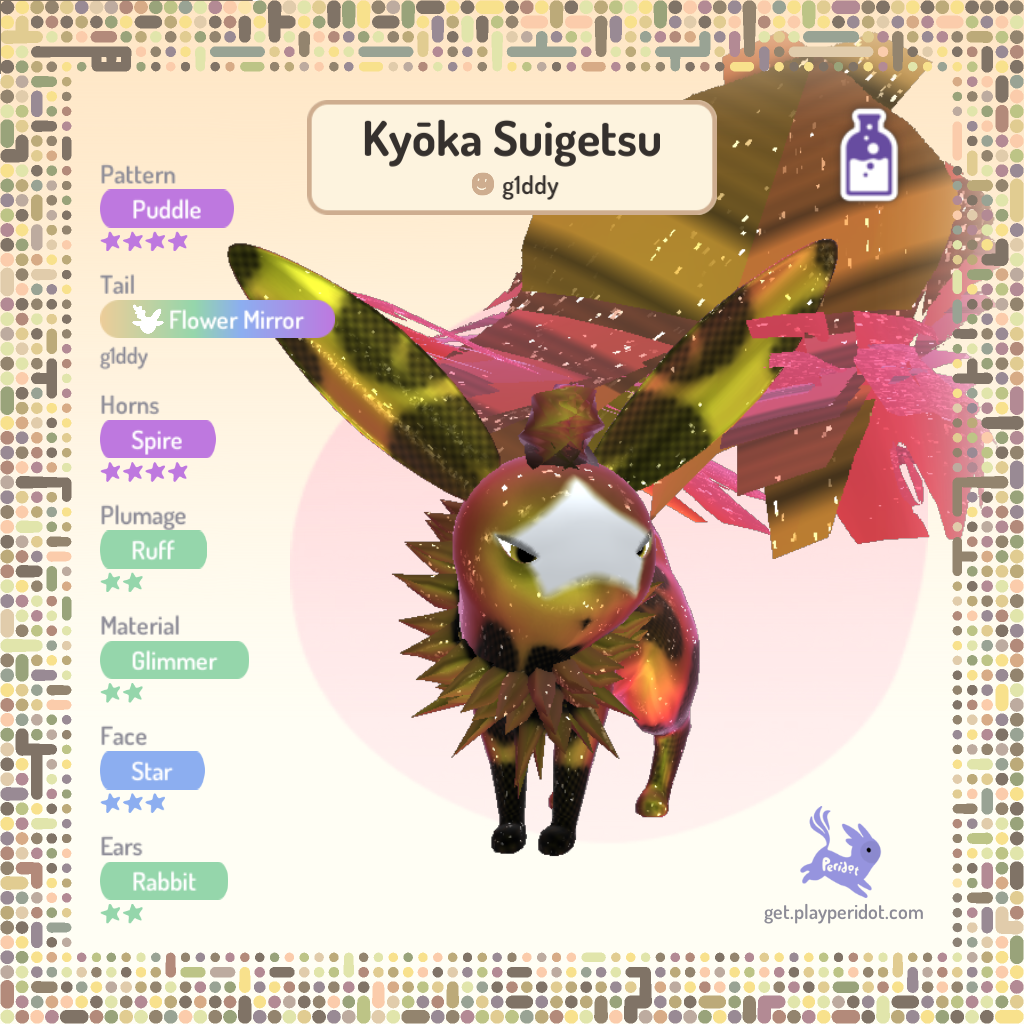 Kyōka Suigetsu
g1ddy
Pattern
Puddle
Tail
Flower Mirror
g1ddy
Horns
Spire
Plumage
Ruff
Material
Glimmer
Face
Star
Ears
Rabbit
Peridot
get.playperidot.com